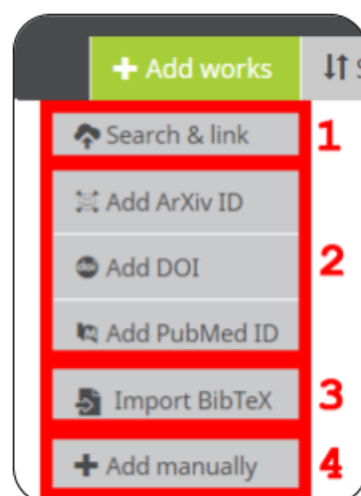 + Add works
S
Search & link 1
Add ArXiv ID
Add DOI 2
Add PubMed ID
Import BibTeX 3
+ Add manually 4